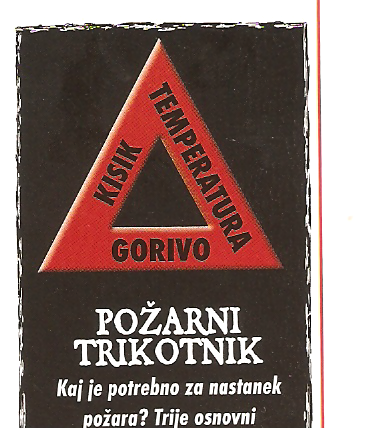 KISIK
TEMPERATURA
GORIVO
POŽARNI
TRIKOTNIK
Kaj je potrebno za nastanek
požara? Trije osnovni